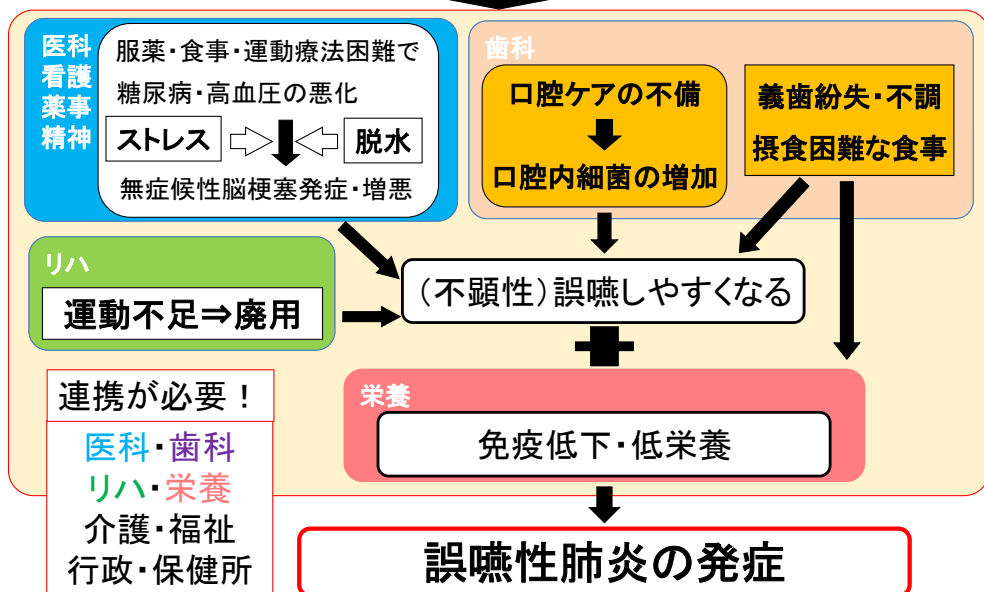 医科
看護
薬事
精神
服薬・食事・運動療法困難で
糖尿病・高血圧の悪化
ストレス
脱水
無症候性脳梗塞発症・増悪
歯科
口腔ケアの不備
口腔内細菌の増加
義歯紛失・不調
摂食困難な食事
リハ
運動不足⇒廃用
（不顕性）誤嚥しやすくなる
栄養
免疫低下・低栄養
連携が必要！
医科・歯科
リハ・栄養
介護・福祉
行政・保健所
誤嚥性肺炎の発症